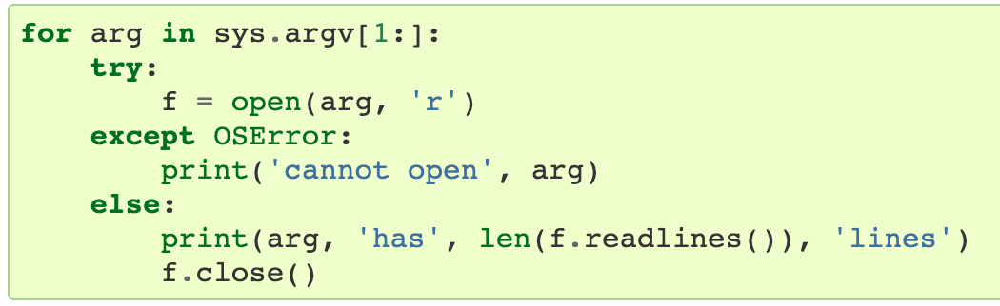 for arg in sys.argv[1:]:
    try:
        f = open(arg, 'r')
    except OSError:
        print('cannot open', arg)
    else:
        print(arg, 'has', len(f.readlines()), 'lines')
        f.close()